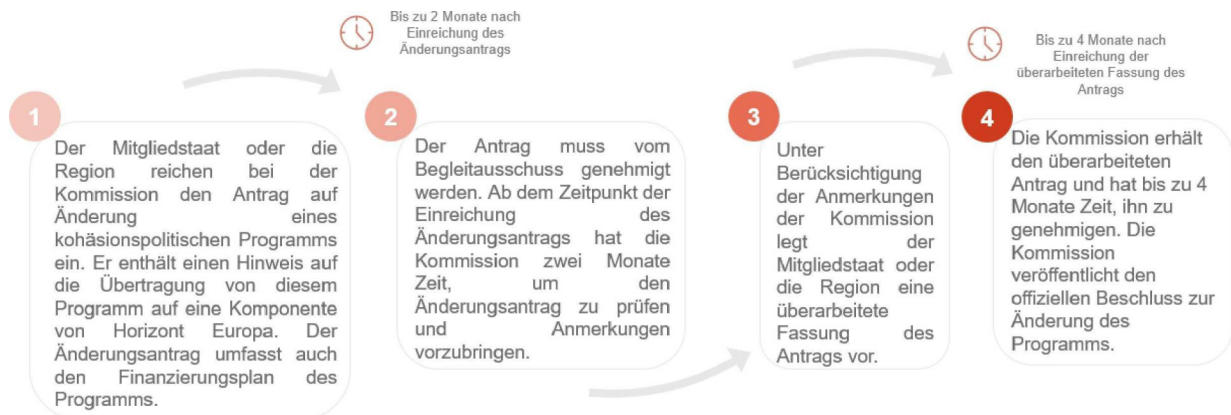 Bis zu 2 Monate nach
Einreichung des
Änderungsantrags
Bis zu 4 Monate nach
Einreichung der
überarbeiteten Fassung des
Antrags
1
Der Mitgliedstaat oder die
Region reichen bei der
Kommission den Antrag auf
Änderung eines
kohäsionspolitischen Programms
ein. Er enthält einen Hinweis auf
die Übertragung von diesem
Programm auf eine Komponente
von Horizont Europa. Der
Änderungsantrag umfasst auch
den Finanzierungsplan des
Programms.
2
Der Antrag muss vom
Begleitausschuss genehmigt
werden. Ab dem Zeitpunkt der
Einreichung des
Änderungsantrags hat die
Kommission zwei Monate
Zeit, um den
Änderungsantrag zu prüfen
und Anmerkungen
vorzubringen.
3
Unter
Berücksichtigung
der Anmerkungen
der Kommission
legt der
Mitgliedstaat oder
die Region eine
überarbeitete
Fassung des
Antrags vor.
4
Die Kommission erhält
den überarbeiteten
Antrag und hat bis zu 4
Monate Zeit, ihn zu
genehmigen. Die
Kommission
veröffentlicht den
offiziellen Beschluss zur
Änderung des
Programms.